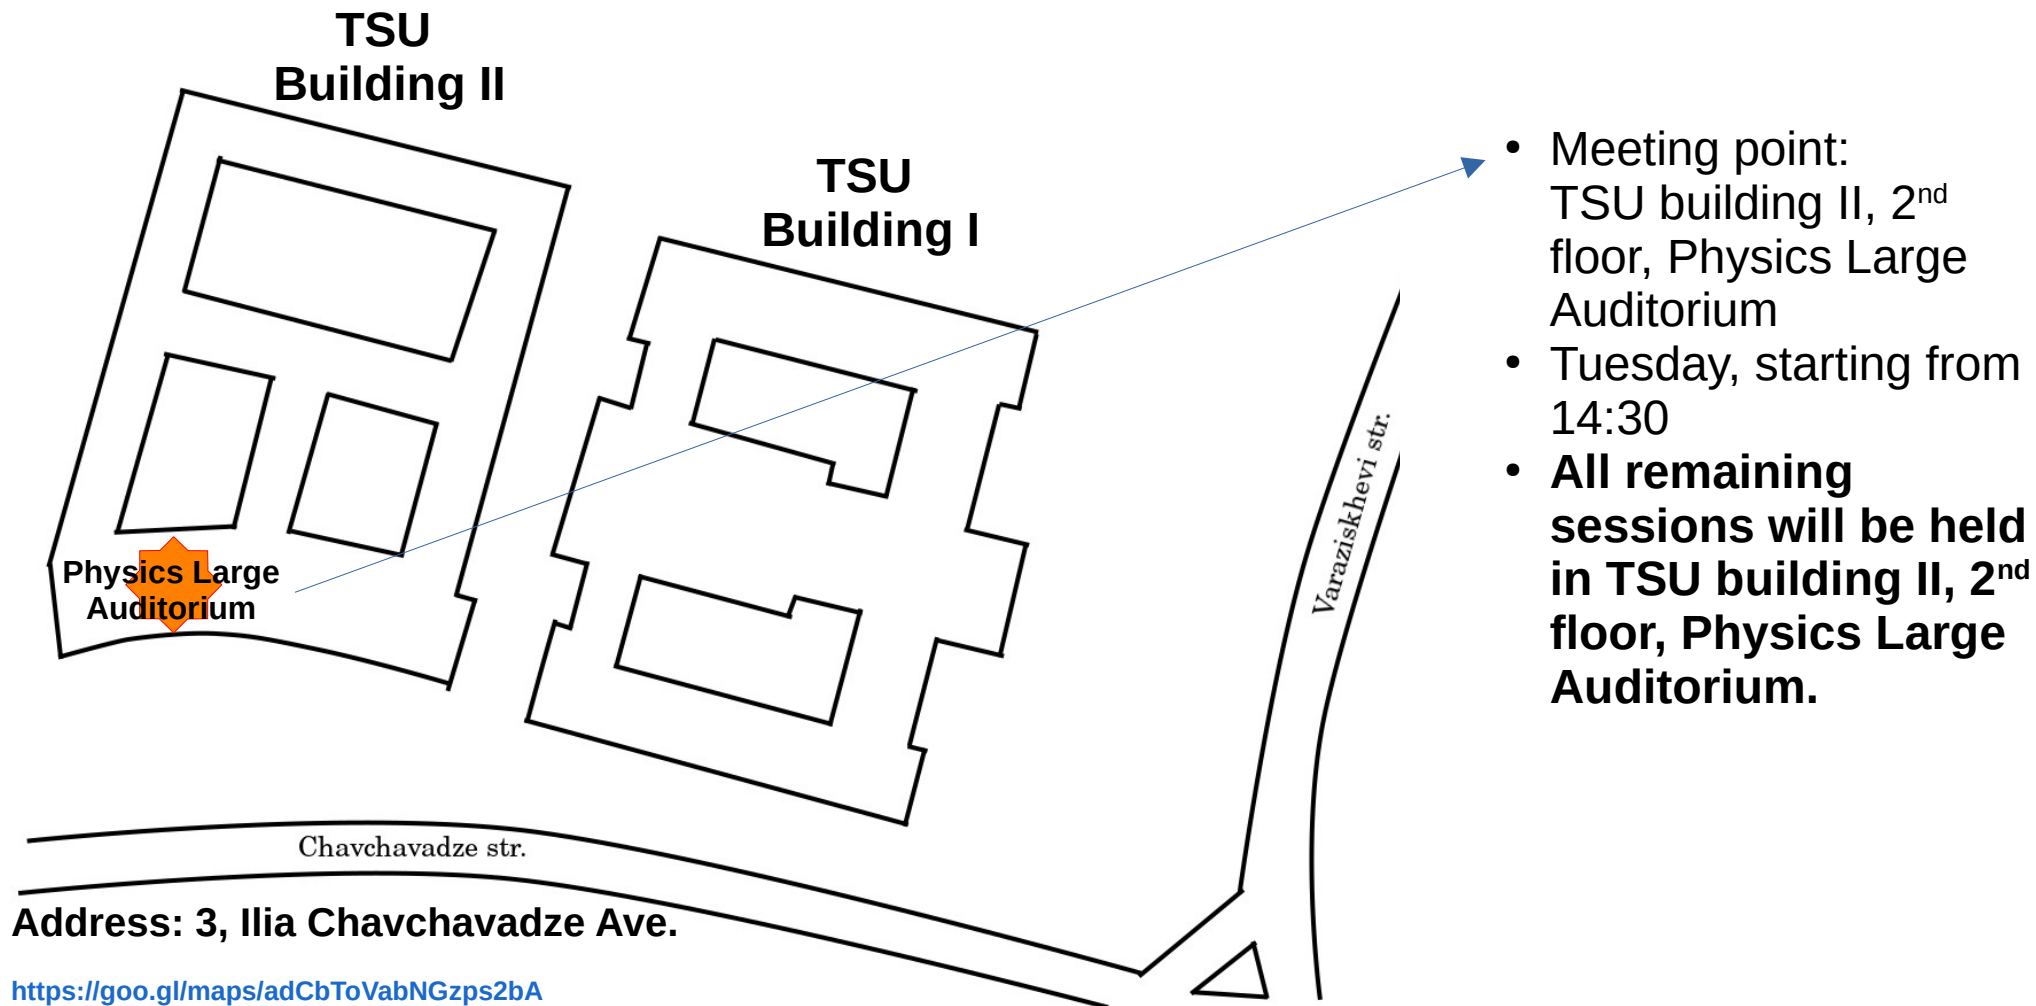 TSU
Building II
TSU
Building I
• Meeting point:
TSU building II, 2nd
floor, Physics Large
Auditorium
• Tuesday, starting from
14:30
• All remaining
sessions will be held
in TSU building II, 2nd
floor, Physics Large
Auditorium.
Physics Large
Auditorium
Varaziskhevi str.
Chavchavadze str.
Address: 3, Ilia Chavchavadze Ave.
https://goo.gl/maps/adCbToVabNGzps2bA